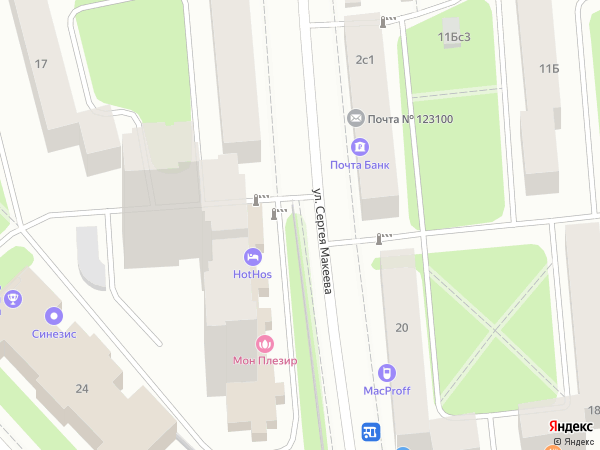 11Бс3
2с1
17
11Б
Почта № 123100
Почта Банк
ул. Сергея Макеева
HotHos
Синезис
20
Мон Плезир
24
MacProff
18
Яндекс
© Яндекс